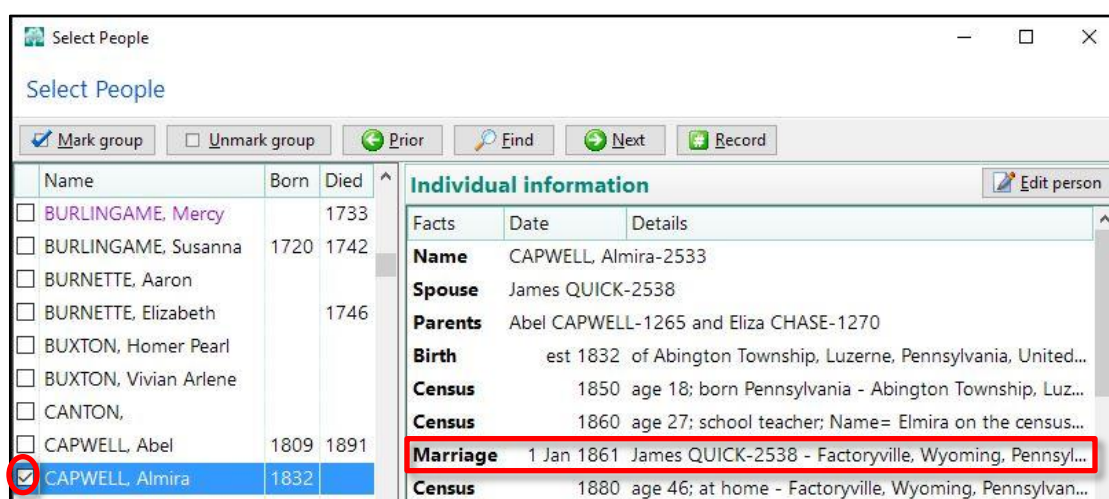 Select People
Select People
Mark group Unmark group Prior Find Next Record
Name Born Died
BURLINGAME, Mercy 1733
BURLINGAME, Susanna 1720 1742
BURNETTE, Aaron
BURNETTE, Elizabeth 1746
BUXTON, Homer Pearl
BUXTON, Vivian Arlene
CANTON,
CAPWELL, Abel 1809 1891
CAPWELL, Almira 1832
Individual information Edit person
Facts Date Details
Name CAPWELL, Almira-2533
Spouse James QUICK-2538
Parents Abel CAPWELL-1265 and Eliza CHASE-1270
Birth est 1832 of Abington Township, Luzerne, Pennsylvania, United...
Census 1850 age 18; born Pennsylvania - Abington Township, Luz...
Census 1860 age 27; school teacher; Name= Elmira on the census...
Marriage 1 Jan 1861 James QUICK-2538 - Factoryville, Wyoming, Pennsyl...
Census 1880 age 46; at home - Factoryville, Wyoming, Pennsylvan...